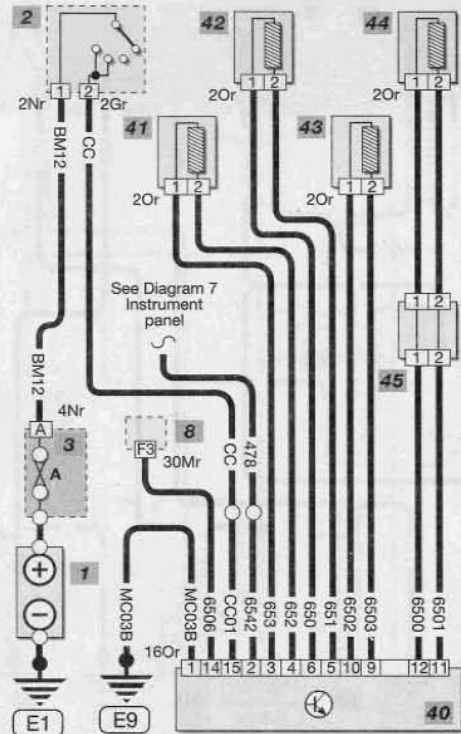 2
42
44
1 2
2Nr 2Gr
1 2
2Or
1 2
2Or
41
43
1 2
2Or
1 2
2Or
BM12
CC
See Diagram 7
Instrument
panel
1 2
1 2
45
BM12
4Nr
A
3
A
F3
8
30Mr
CC
478
+
1
−
MC03B
MC03B
6506
CC01
6542
653
652
650
651
6502
6503
6500
6501
16Or
1 14 15 2 3 4 6 5 10 9 12 11
E1
E9
40